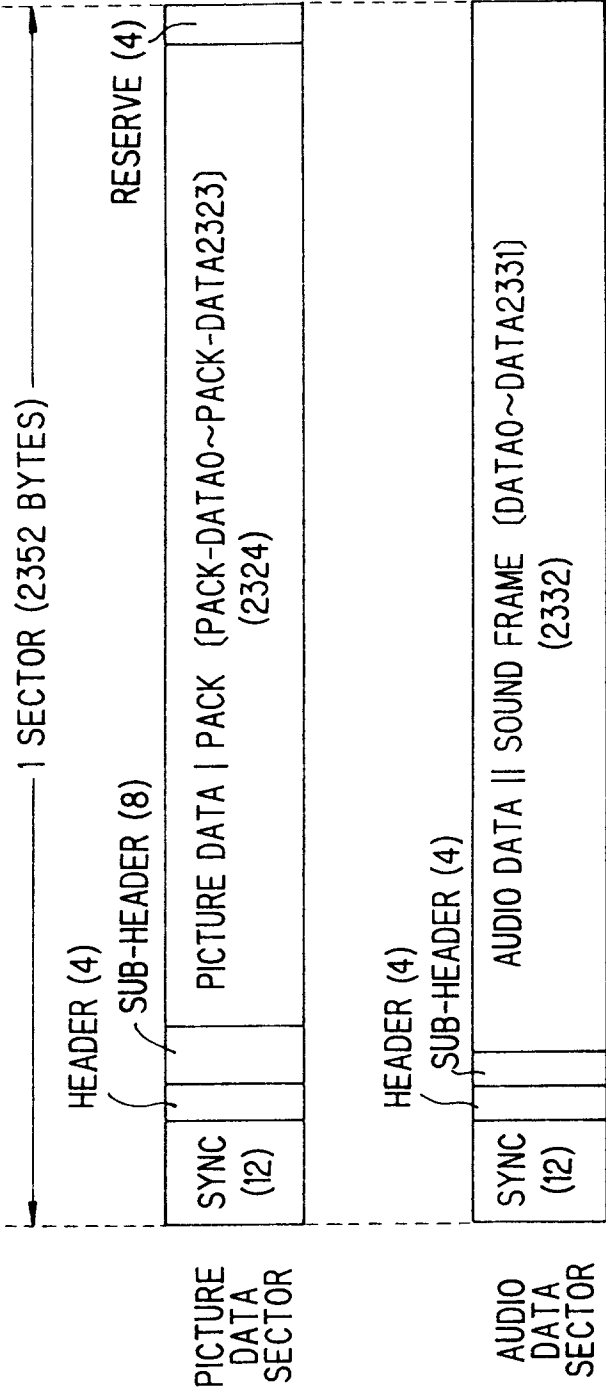 1 SECTOR (2352 BYTES)
HEADER (4)
SUB-HEADER (8)
RESERVE (4)
PICTURE
DATA
SECTOR
SYNC
(12)
PICTURE DATA | PACK (PACK-DATA0~PACK-DATA2323)
(2324)
HEADER (4)
SUB-HEADER (4)
AUDIO
DATA
SECTOR
SYNC
(12)
AUDIO DATA || SOUND FRAME (DATA0~DATA2331)
(2332)